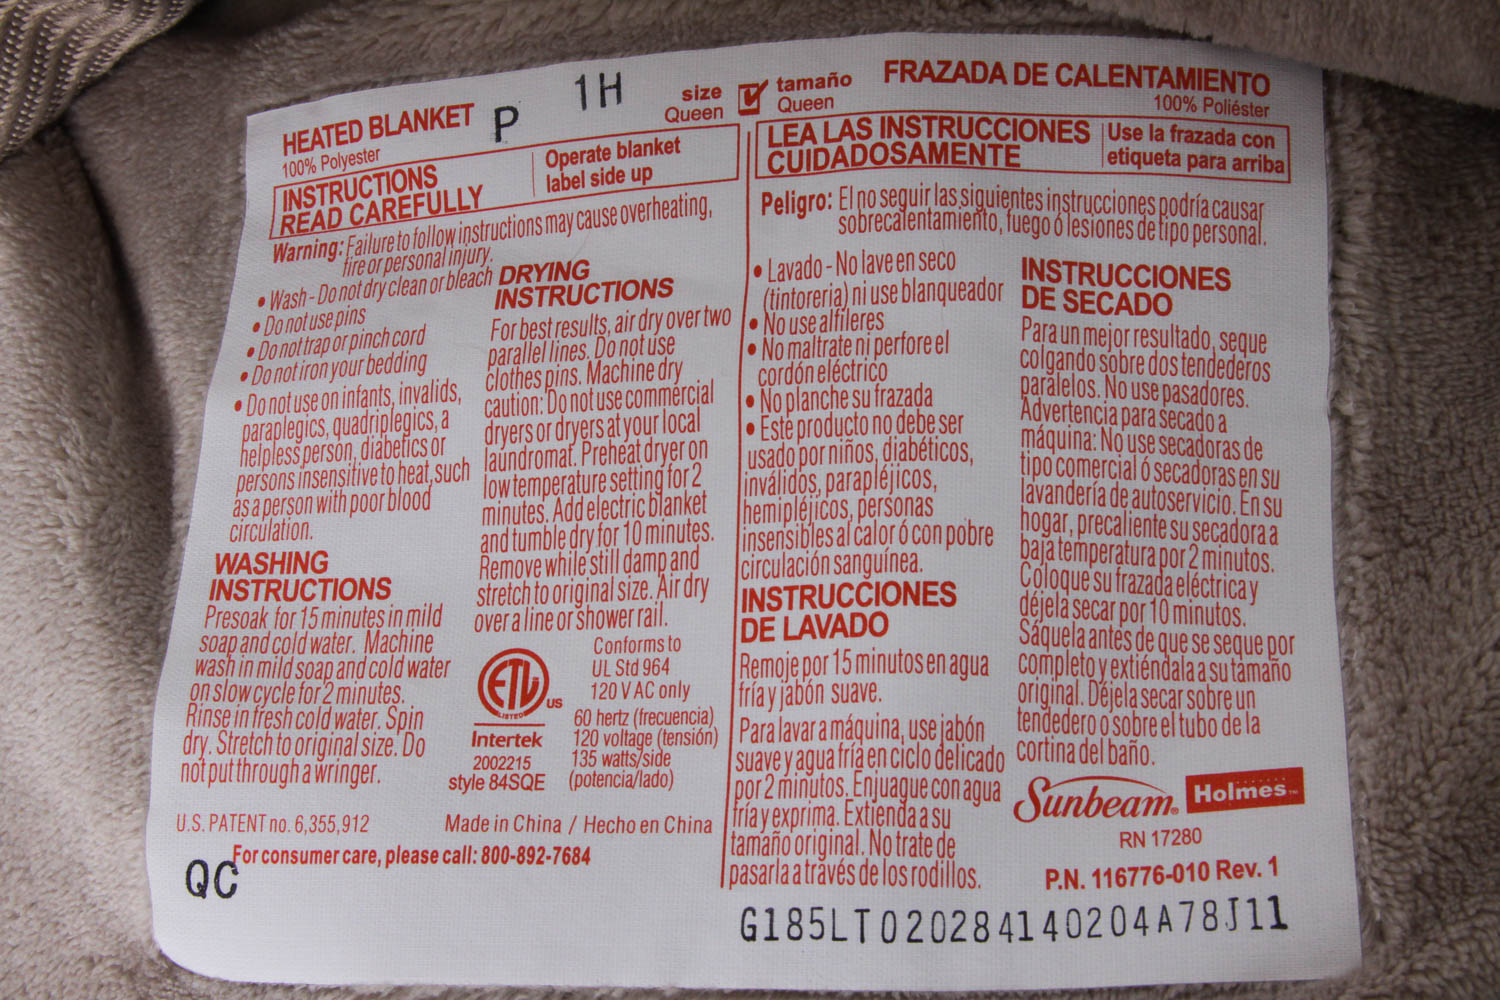 HEATED BLANKET
100% Polyester
P
1H
size
Queen
INSTRUCTIONS
READ CAREFULLY
Operate blanket
label side up
Warning: Failure to follow instructions may cause overheating,
fire or personal injury.
• Wash - Do not dry clean or bleach
• Do not use pins
• Do not trap or pinch cord
• Do not iron your bedding
• Do not use on infants, invalids,
paraplegics, quadriplegics, a
helpless person, diabetics or
persons insensitive to heat, such
as a person with poor blood
circulation.
WASHING
INSTRUCTIONS
Presoak for 15 minutes in mild
soap and cold water. Machine
wash in mild soap and cold water
on slow cycle for 2 minutes.
Rinse in fresh cold water. Spin
dry. Stretch to original size. Do
not put through a wringer.
DRYING
INSTRUCTIONS
For best results, air dry over two
parallel lines. Do not use
clothes pins. Machine dry
caution: Do not use commercial
dryers or dryers at your local
laundromat. Preheat dryer on
low temperature setting for 2
minutes. Add electric blanket
and tumble dry for 10 minutes.
Remove while still damp and
stretch to original size. Air dry
over a line or shower rail.
ETL
LISTED
US
Intertek
2002215
style 84SQE
Conforms to
UL Std 964
120 V AC only
60 hertz (frecuencia)
120 voltage (tensión)
135 watts/side
(potencia/lado)
U.S. PATENT no. 6,355,912
Made in China / Hecho en China
For consumer care, please call: 800-892-7684
QC
tamaño
Queen
FRAZADA DE CALENTAMIENTO
100% Poliéster
LEA LAS INSTRUCCIONES
CUIDADOSAMENTE
Use la frazada con
etiqueta para arriba
Peligro: El no seguir las siguientes instrucciones podría causar
sobrecalentamiento, fuego ó lesiones de tipo personal.
• Lavado - No lave en seco
(tintoreria) ni use blanqueador
• No use alfileres
• No maltrate ni perfore el
cordón eléctrico
• No planche su frazada
• Este producto no debe ser
usado por niños, diabéticos,
inválidos, parapléjicos,
hemipléjicos, personas
insensibles al calor ó con pobre
circulación sanguínea.
INSTRUCCIONES
DE LAVADO
Remoje por 15 minutos en agua
fría y jabón suave.
Para lavar a máquina, use jabón
suave y agua fría en ciclo delicado
por 2 minutos. Enjuague con agua
fría y exprima. Extienda a su
tamaño original. No trate de
pasarla a través de los rodillos.
INSTRUCCIONES
DE SECADO
Para un mejor resultado, seque
colgando sobre dos tendederos
paralelos. No use pasadores.
Advertencia para secado a
máquina: No use secadoras de
tipo comercial ó secadoras en su
lavandería de autoservicio. En su
hogar, precaliente su secadora a
baja temperatura por 2 minutos.
Coloque su frazada eléctrica y
déjela secar por 10 minutos.
Sáquela antes de que se seque por
completo y extiéndala a su tamaño
original. Déjela secar sobre un
tendedero o sobre el tubo de la
cortina del baño.
Sunbeam®
Holmes™
RN 17280
P.N. 116776-010 Rev. 1
G185LT020284140204A78J11